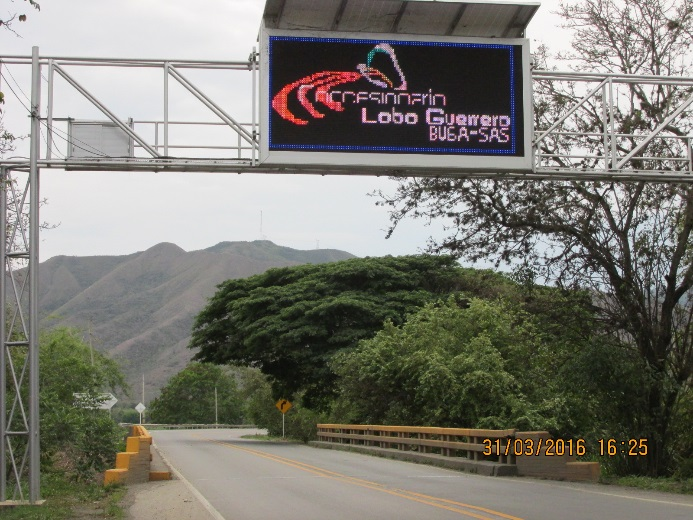 Concesionaria
Lobo Guerrero
BUGA-SAS
31/03/2016 16:25